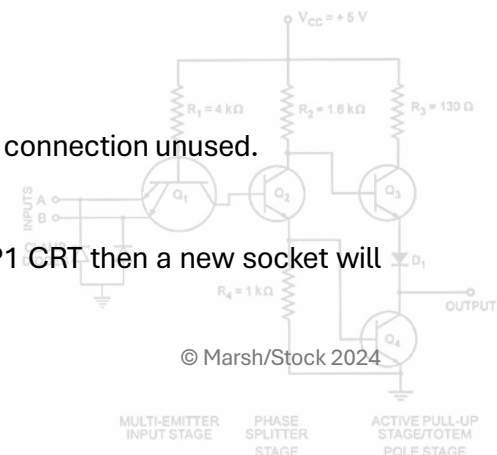 V_CC = + 5 V
R₁ = 4 kΩ
R₂ = 1.6 kΩ
R₃ = 130 Ω
connection unused.
INPUTS
A
B
Q₁
Q₂
Q₃
P1 CRT then a new socket will
D₁
R₄ = 1 kΩ
OUTPUT
Q₄
© Marsh/Stock 2024
MULTI-EMITTER
INPUT STAGE
PHASE
SPLITTER
STAGE
ACTIVE PULL-UP
STAGE/TOTEM
POLE STAGE